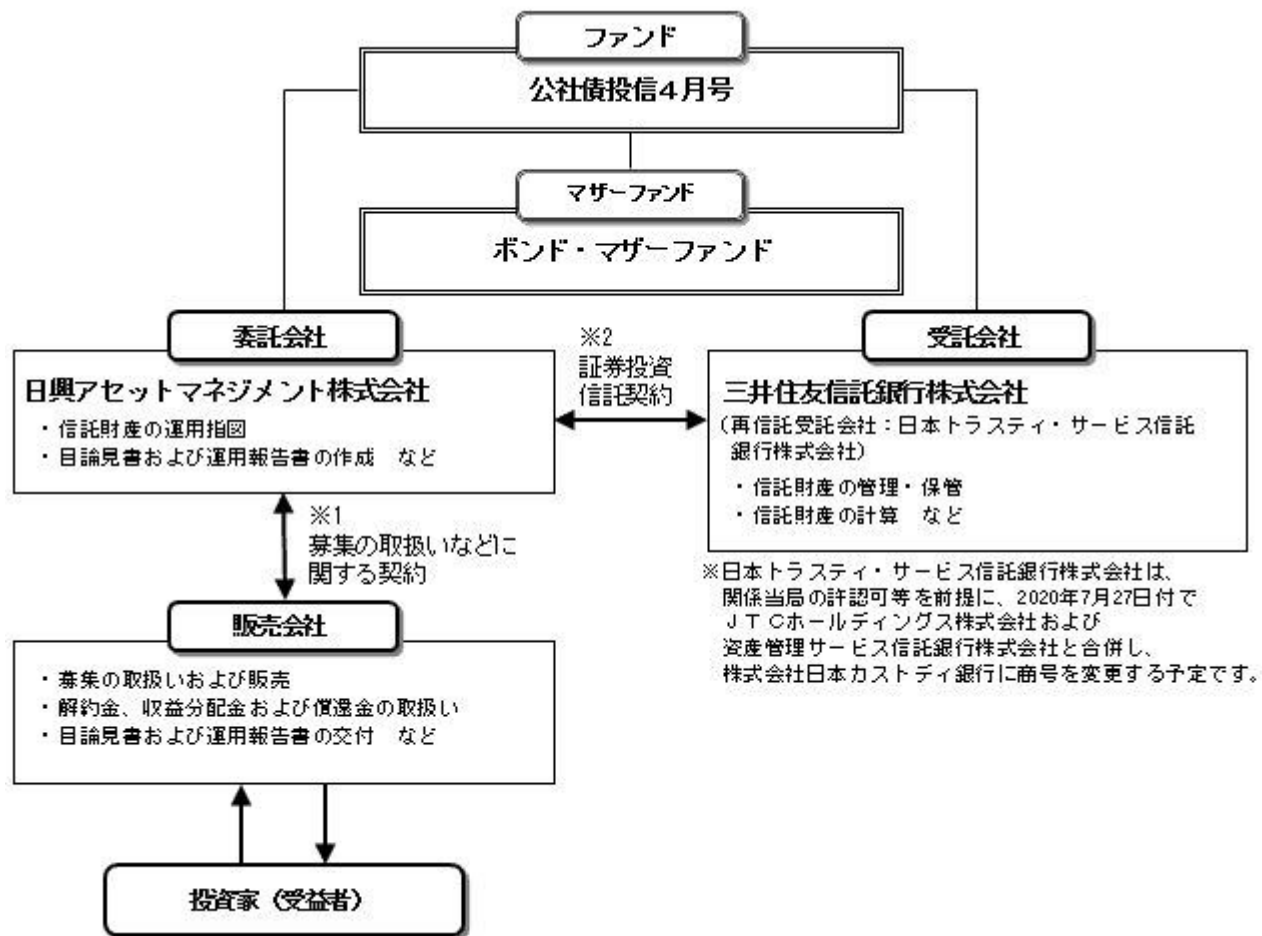 ファンド
公社債投信４月号
マザーファンド
ボンド・マザーファンド
委託会社
日興アセットマネジメント株式会社
・信託財産の運用指図
・目論見書および運用報告書の作成　など
※2
証券投資
信託契約
受託会社
三井住友信託銀行株式会社
（再信託受託会社：日本トラスティ・サービス信託
銀行株式会社）
・信託財産の管理・保管
・信託財産の計算　など
※1
募集の取扱いなどに
関する契約
※日本トラスティ・サービス信託銀行株式会社は、
関係当局の許認可等を前提に、2020年7月27日付で
ＪＴＣホールディングス株式会社および
資産管理サービス信託銀行株式会社と合併し、
株式会社日本カストディ銀行に商号を変更する予定です。
販売会社
・募集の取扱いおよび販売
・解約金、収益分配金および償還金の取扱い
・目論見書および運用報告書の交付　など
投資家（受益者）